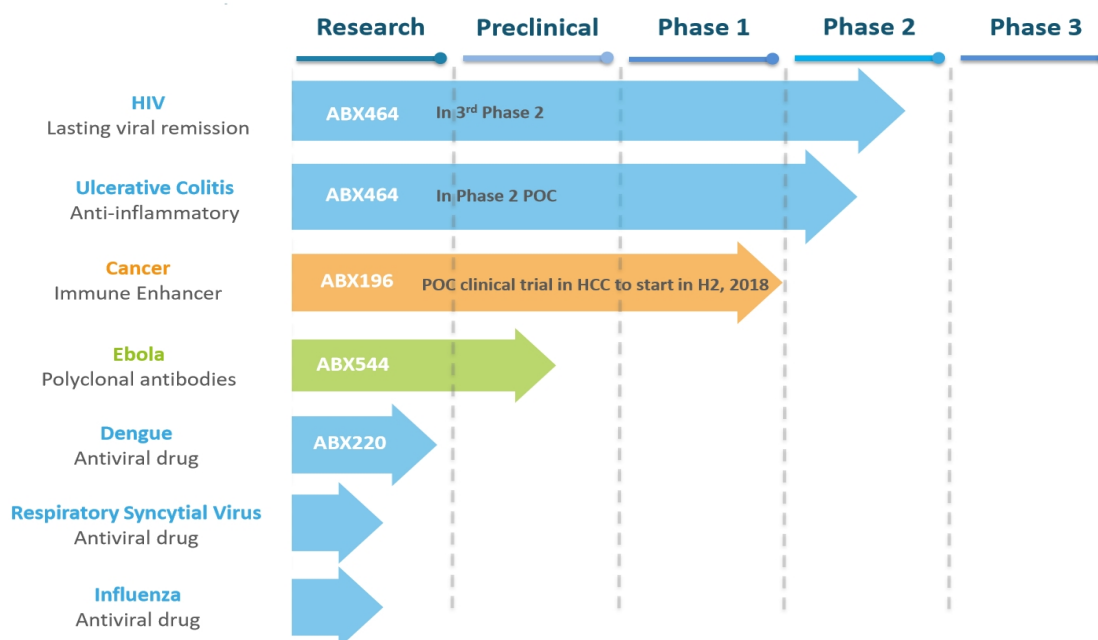 Research Preclinical Phase 1 Phase 2 Phase 3
HIV
Lasting viral remission
ABX464 In 3rd Phase 2
Ulcerative Colitis
Anti-inflammatory
ABX464 In Phase 2 POC
Cancer
Immune Enhancer
ABX196 POC clinical trial in HCC to start in H2, 2018
Ebola
Polyclonal antibodies
ABX544
Dengue
Antiviral drug
ABX220
Respiratory Syncytial Virus
Antiviral drug
Influenza
Antiviral drug